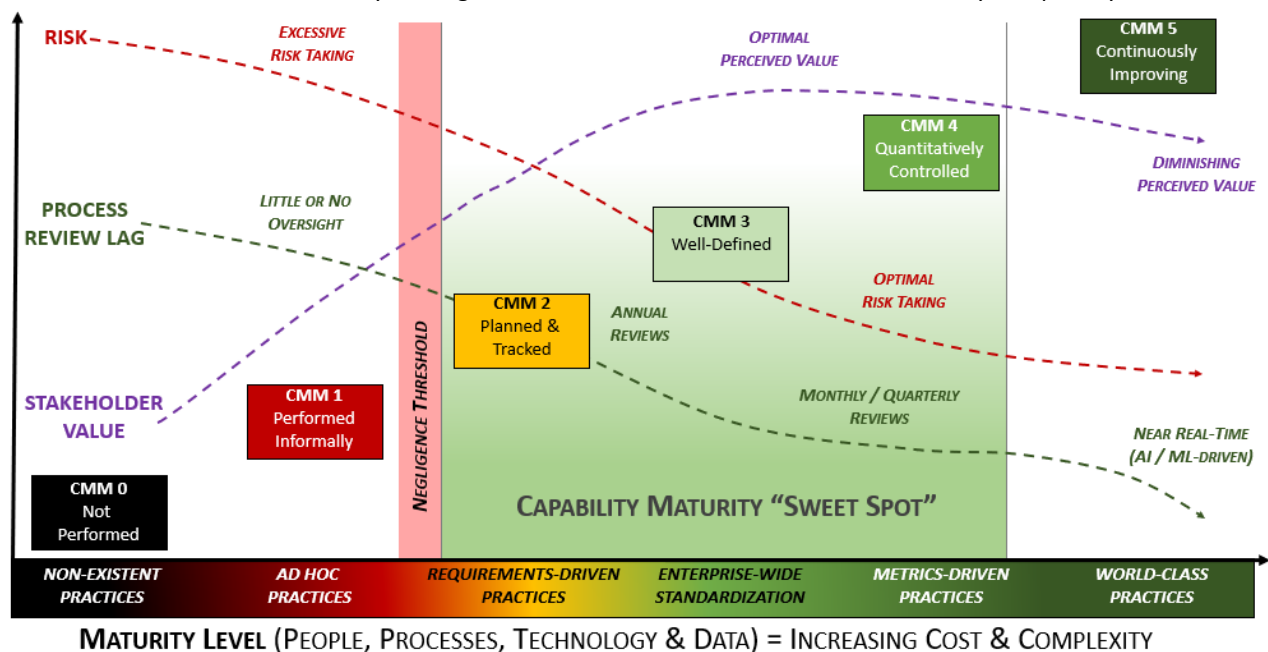 RISK
EXCESSIVE
RISK TAKING
OPTIMAL
PERCEIVED VALUE
CMM 5
Continuously
Improving
CMM 4
Quantitatively
Controlled
DIMINISHING
PERCEIVED VALUE
PROCESS
REVIEW LAG
LITTLE OR NO
OVERSIGHT
CMM 3
Well-Defined
OPTIMAL
RISK TAKING
CMM 2
Planned &
Tracked
ANNUAL
REVIEWS
NEGLIGENCE THRESHOLD
STAKEHOLDER
VALUE
CMM 1
Performed
Informally
MONTHLY / QUARTERLY
REVIEWS
NEAR REAL-TIME
(AI / ML-DRIVEN)
CMM 0
Not
Performed
CAPABILITY MATURITY “SWEET SPOT”
NON-EXISTENT
PRACTICES
AD HOC
PRACTICES
REQUIREMENTS-DRIVEN
PRACTICES
ENTERPRISE-WIDE
STANDARDIZATION
METRICS-DRIVEN
PRACTICES
WORLD-CLASS
PRACTICES
MATURITY LEVEL (PEOPLE, PROCESSES, TECHNOLOGY & DATA) = INCREASING COST & COMPLEXITY